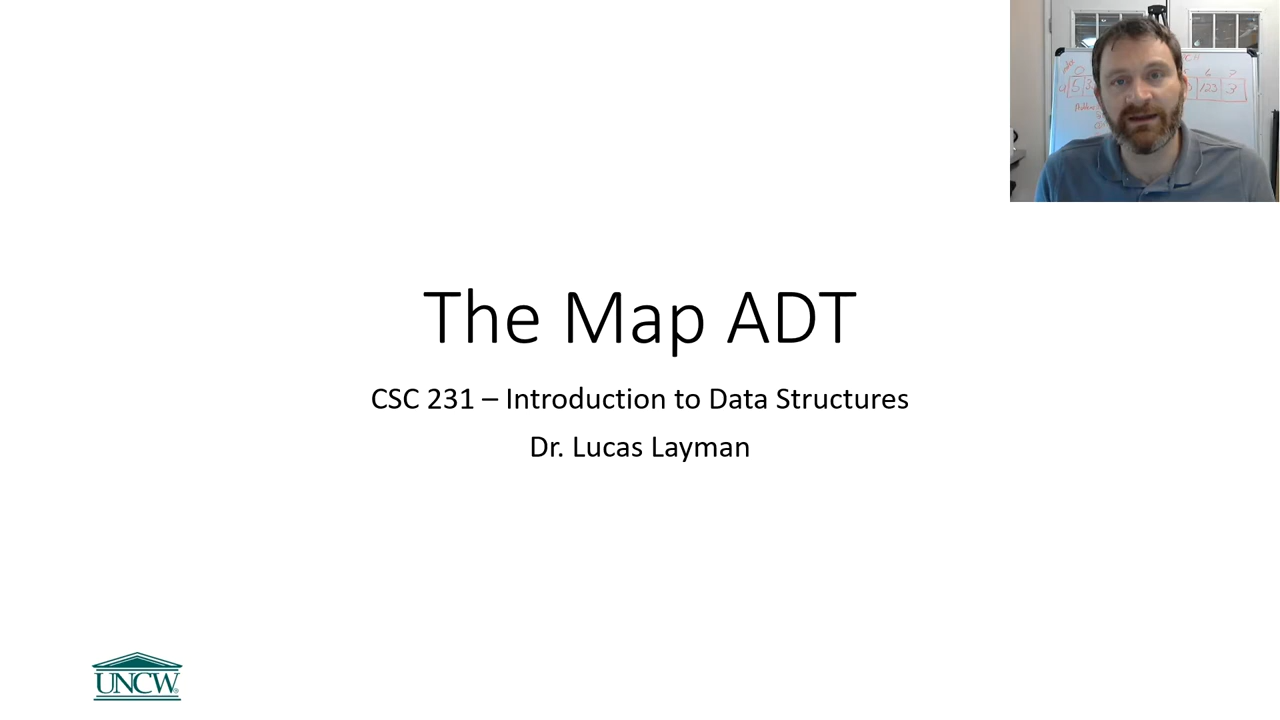 The Map ADT
CSC 231 – Introduction to Data Structures
Dr. Lucas Layman
UNCW